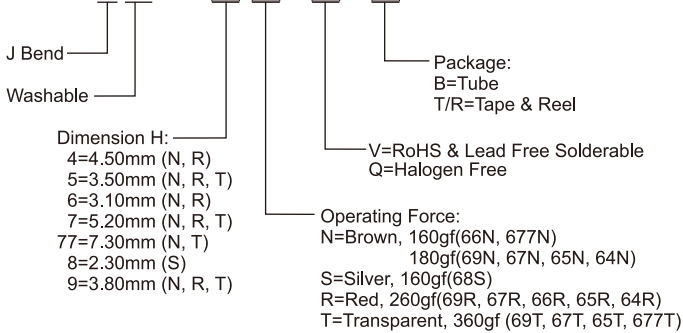 J Bend
Washable
Package:
B=Tube
T/R=Tape & Reel
Dimension H:
4=4.50mm (N, R)
5=3.50mm (N, R, T)
6=3.10mm (N, R)
7=5.20mm (N, R, T)
77=7.30mm (N, T)
8=2.30mm (S)
9=3.80mm (N, R, T)
V=RoHS & Lead Free Solderable
Q=Halogen Free
Operating Force:
N=Brown, 160gf(66N, 677N)
180gf(69N, 67N, 65N, 64N)
S=Silver, 160gf(68S)
R=Red, 260gf(69R, 67R, 66R, 65R, 64R)
T=Transparent, 360gf (69T, 67T, 65T, 677T)